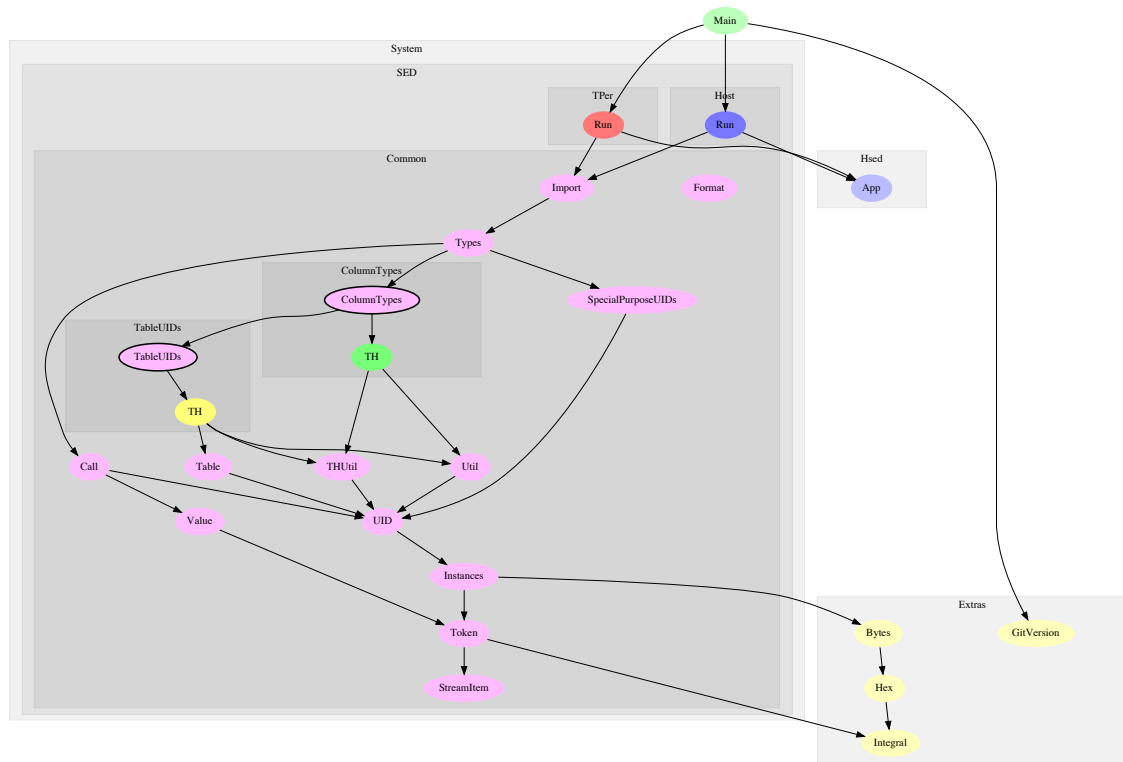 Main
System
SED
TPer
Host
Run
Run
Common
Hsed
Import
Format
App
Types
ColumnTypes
ColumnTypes
SpecialPurposeUIDs
TableUIDs
TableUIDs
TH
TH
Call
Table
THUtil
Util
Value
UID
Instances
Extras
Token
Bytes
GitVersion
StreamItem
Hex
Integral